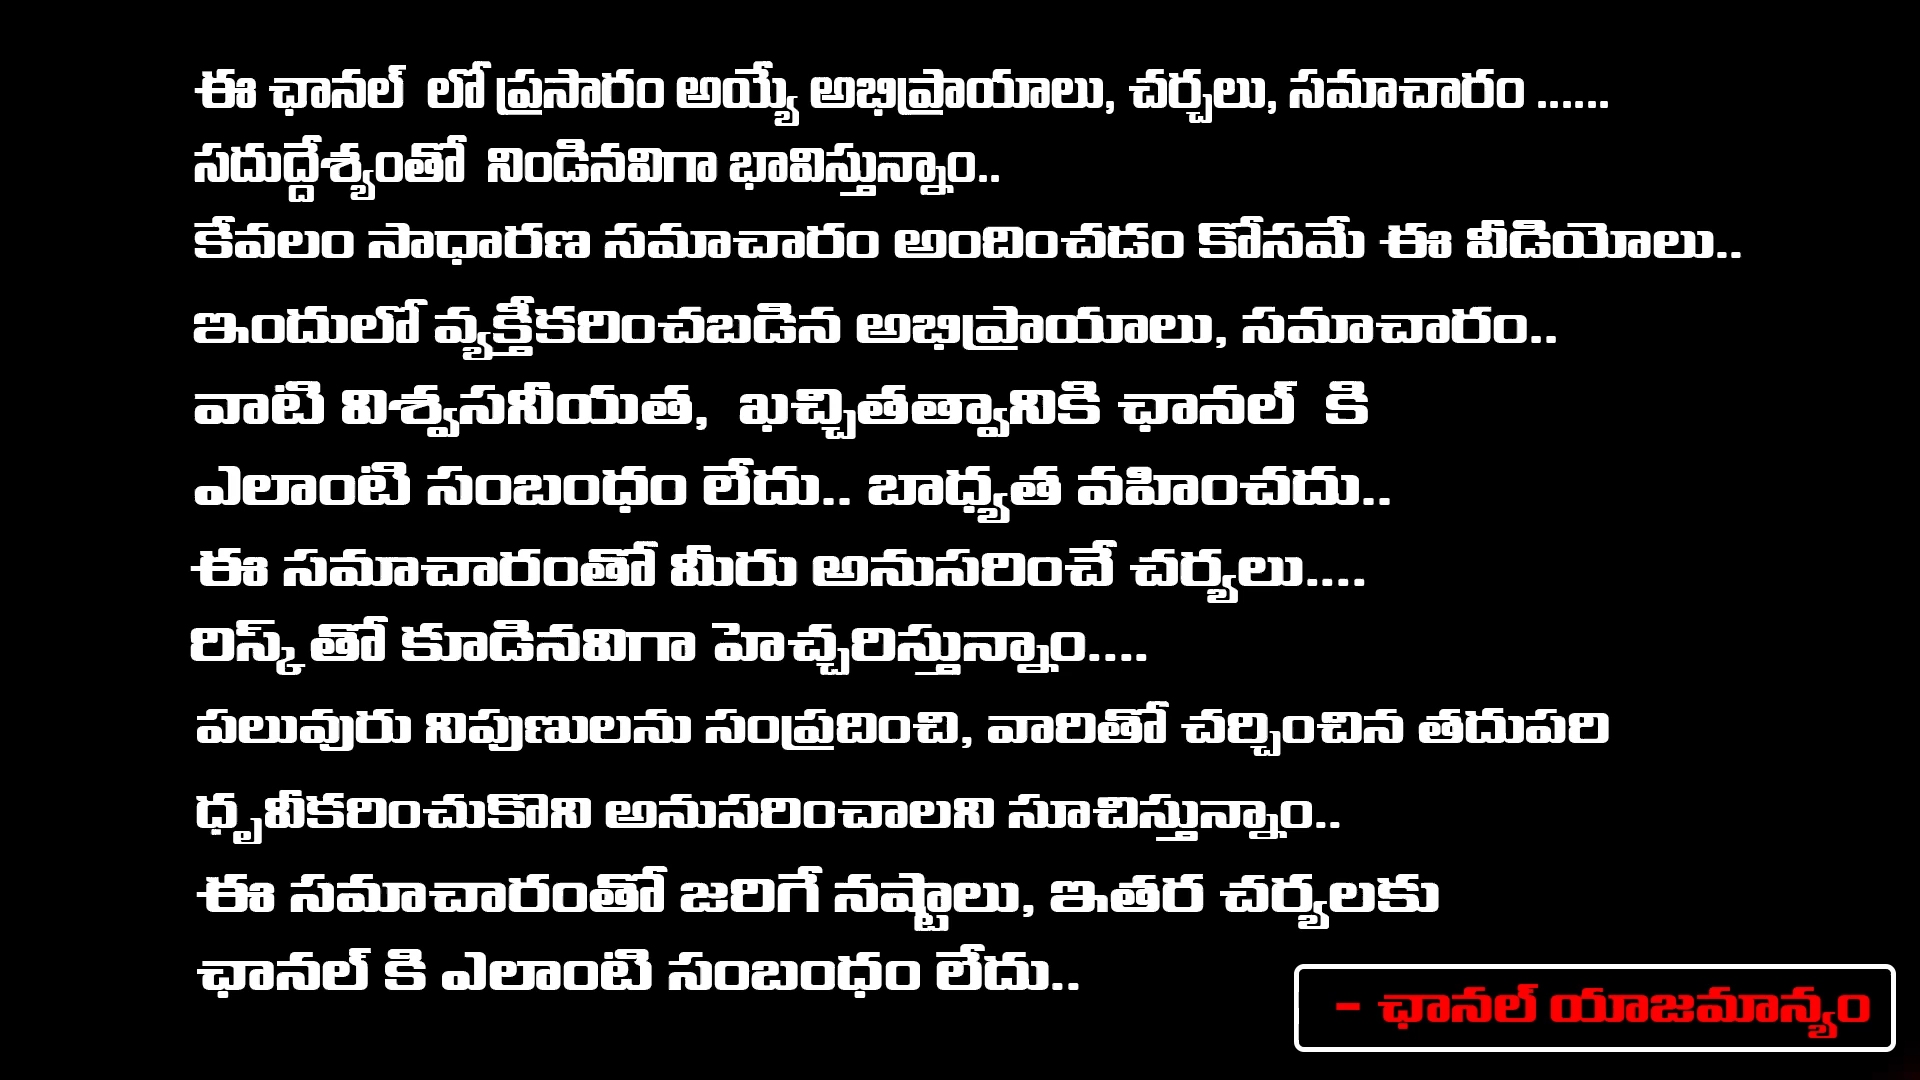 ఈ ఛానల్ లో ప్రసారం అయ్యే అభిప్రాయాలు, చర్చలు, సమాచారం ......
సదుద్దేశ్యంతో నిండినవిగా భావిస్తున్నాం..
కేవలం సాధారణ సమాచారం అందించడం కోసమే ఈ వీడియోలు..
ఇందులో వ్యక్తీకరించబడిన అభిప్రాయాలు, సమాచారం..
వాటి విశ్వసనీయత, ఖచ్చితత్వానికి ఛానల్ కి
ఎలాంటి సంబంధం లేదు.. బాధ్యత వహించదు..
ఈ సమాచారంతో మీరు అనుసరించే చర్యలు....
రిస్క్ తో కూడినవిగా హెచ్చరిస్తున్నాం....
పలువురు నిపుణులను సంప్రదించి, వారితో చర్చించిన తదుపరి
ధృవీకరించుకొని అనుసరించాలని సూచిస్తున్నాం..
ఈ సమాచారంతో జరిగే నష్టాలు, ఇతర చర్యలకు
ఛానల్ కి ఎలాంటి సంబంధం లేదు..
- ఛానల్ యాజమాన్యం